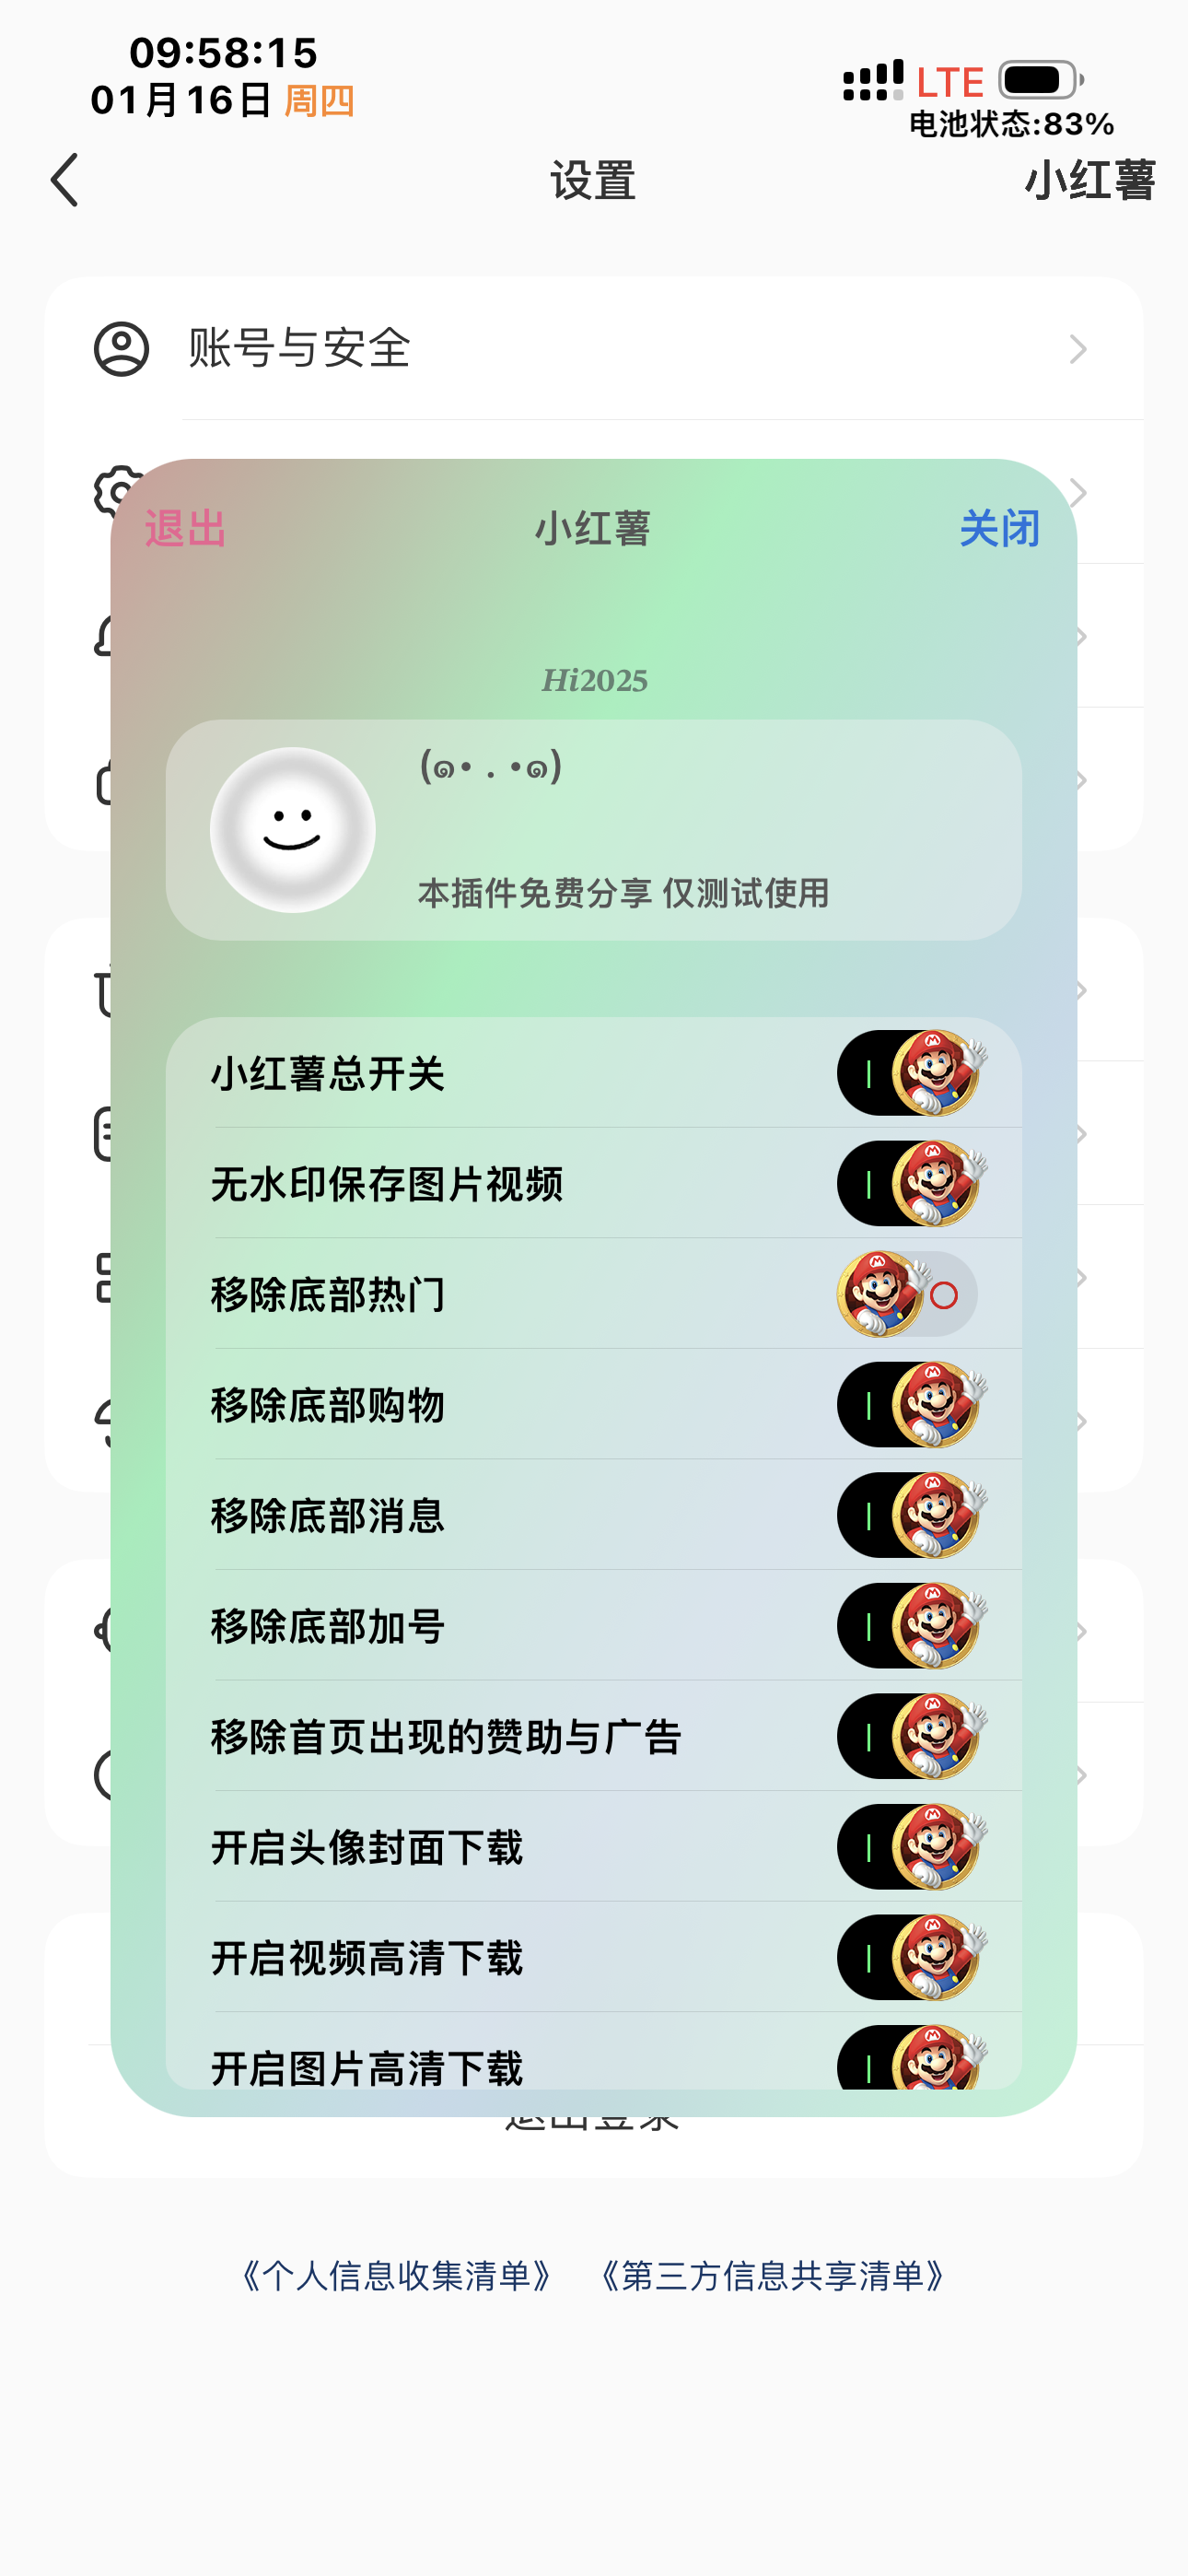 09:58:15
01月16日 周四
LTE
电池状态:83%
设置
小红薯
账号与安全
退出
小红薯
关闭
Hi2025
(๑• . •๑)
本插件免费分享 仅测试使用
小红薯总开关
无水印保存图片视频
移除底部热门
移除底部购物
移除底部消息
移除底部加号
移除首页出现的赞助与广告
开启头像封面下载
开启视频高清下载
开启图片高清下载
退出登录
《个人信息收集清单》 《第三方信息共享清单》